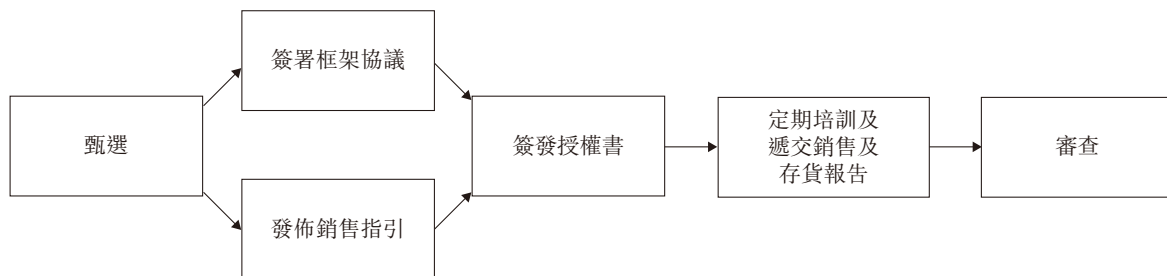 甄選
簽署框架協議
發佈銷售指引
簽發授權書
定期培訓及
遞交銷售及
存貨報告
審查